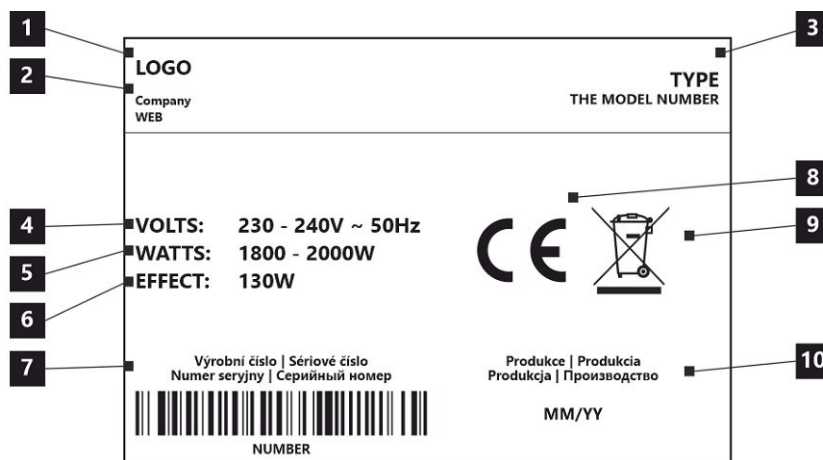 1
LOGO
2
Company
WEB
3
TYPE
THE MODEL NUMBER
4
VOLTS: 230 - 240V ~ 50Hz
5
WATTS: 1800 - 2000W
6
EFFECT: 130W
8
CE
9
7
Výrobní číslo | Sériové číslo
Numer seryjny | Серийный номер
NUMBER
10
Produkce | Produkcia
Produkcja | Производство
MM/YY